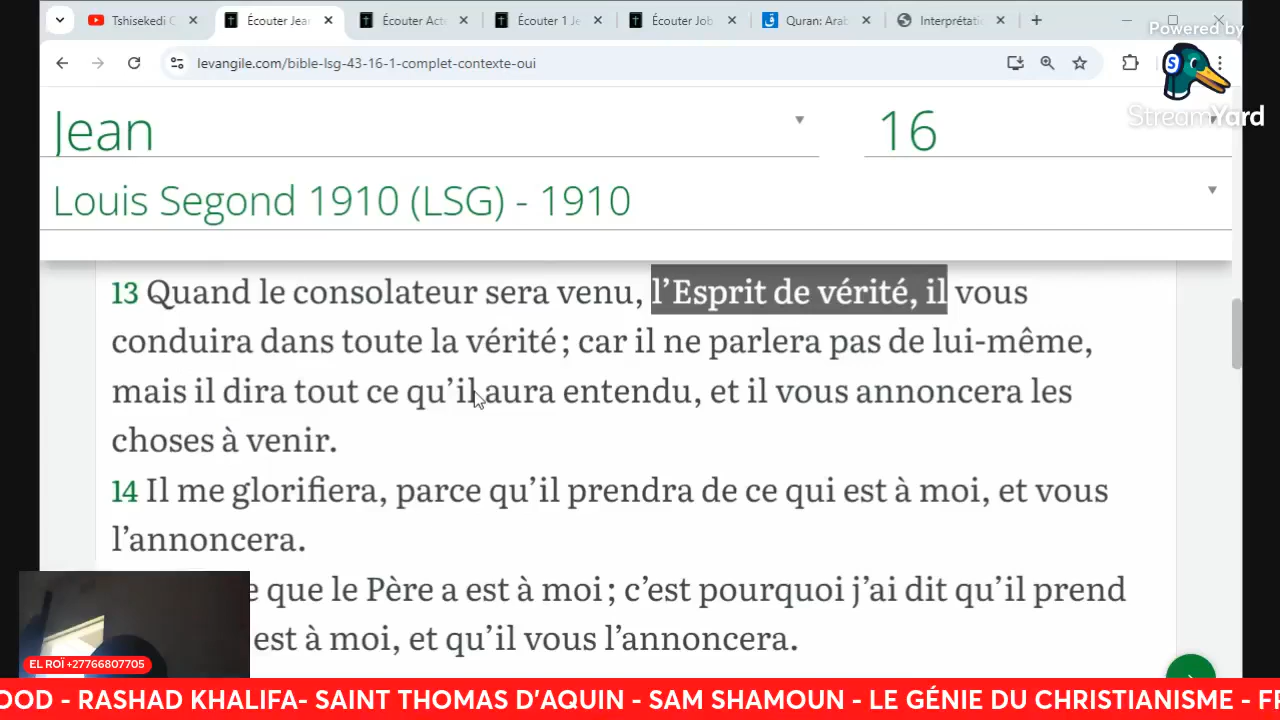 Tshisekedi
Écouter Jean
Écouter Act
Écouter 1 Je
Écouter Job
Quran: Arab
Interprétati
Powered by
levangile.com/bible-lsg-43-16-1-complet-contexte-oui
StreamYard
Jean
16
Louis Segond 1910 (LSG) - 1910
13 Quand le consolateur sera venu, l’Esprit de vérité, il vous
conduira dans toute la vérité ; car il ne parlera pas de lui-même,
mais il dira tout ce qu’il aura entendu, et il vous annoncera les
choses à venir.
14 Il me glorifiera, parce qu’il prendra de ce qui est à moi, et vous
l’annoncera.
e que le Père a est à moi ; c’est pourquoi j’ai dit qu’il prend
est à moi, et qu’il vous l’annoncera.
EL ROÏ +27766807705
OOD - RASHAD KHALIFA- SAINT THOMAS D'AQUIN - SAM SHAMOUN - LE GÉNIE DU CHRISTIANISME - FR